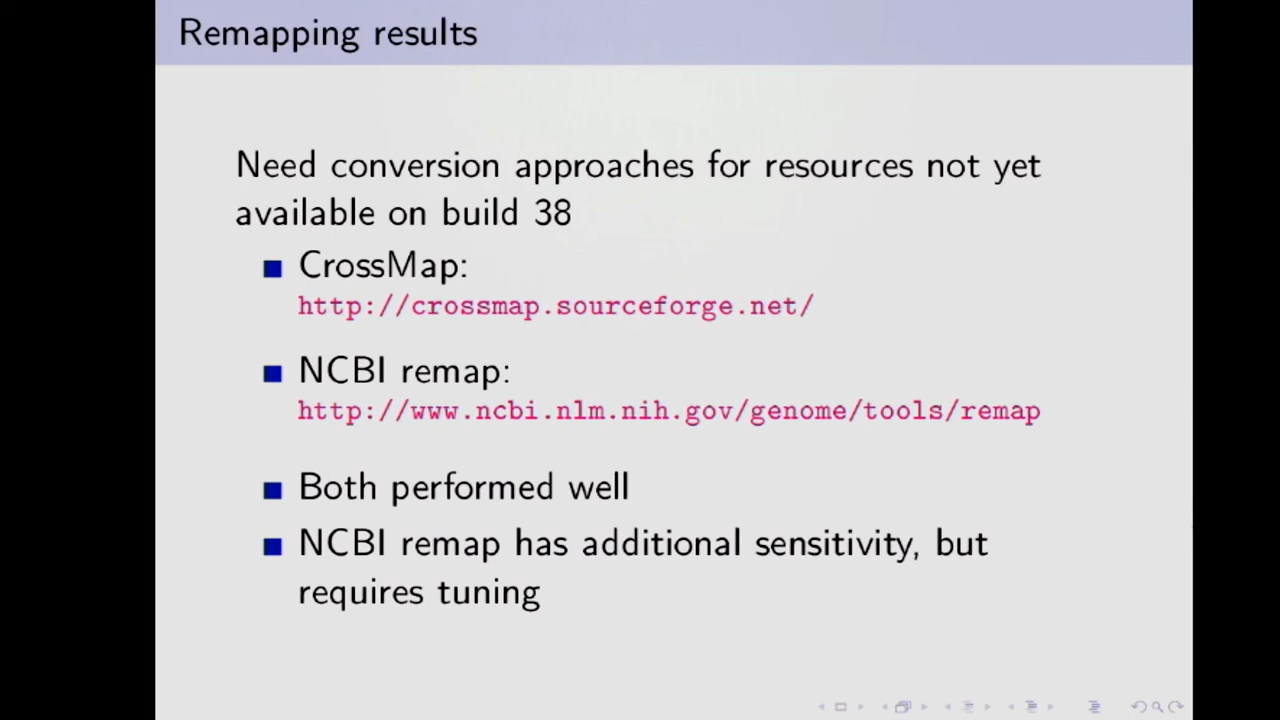 Remapping results
Need conversion approaches for resources not yet
available on build 38
CrossMap:
http://crossmap.sourceforge.net/
NCBI remap:
http://www.ncbi.nlm.nih.gov/genome/tools/remap
Both performed well
NCBI remap has additional sensitivity, but
requires tuning